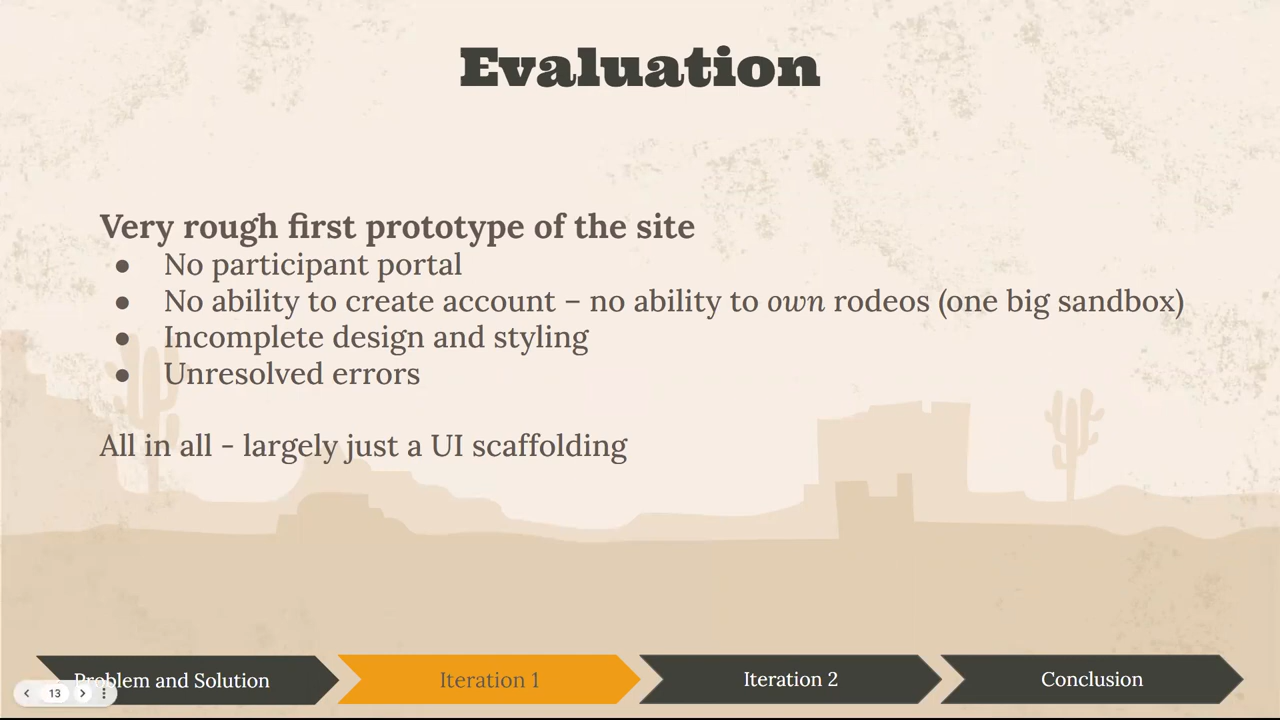 Evaluation
Very rough first prototype of the site
● No participant portal
● No ability to create account – no ability to own rodeos (one big sandbox)
● Incomplete design and styling
● Unresolved errors
All in all - largely just a UI scaffolding
Problem and Solution
Iteration 1
Iteration 2
Conclusion
13